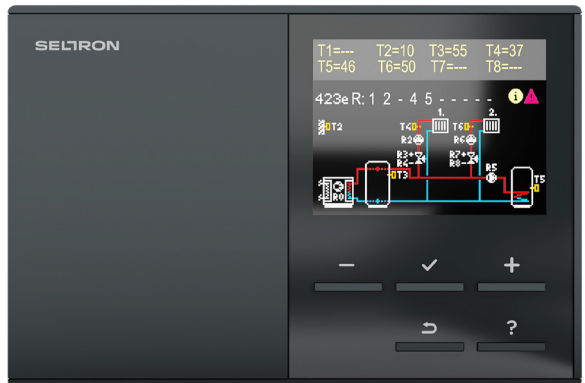 SELTRON
T1=--- T2=10 T3=55 T4=37
T5=46 T6=50 T7=--- T8=---
423e R: 1 2 - 4 5 - - - - - i
1. 2.
T2 T4 T6
R2 R6
R3+ R7+
R4- R8-
T3 R5 T5
R0
?